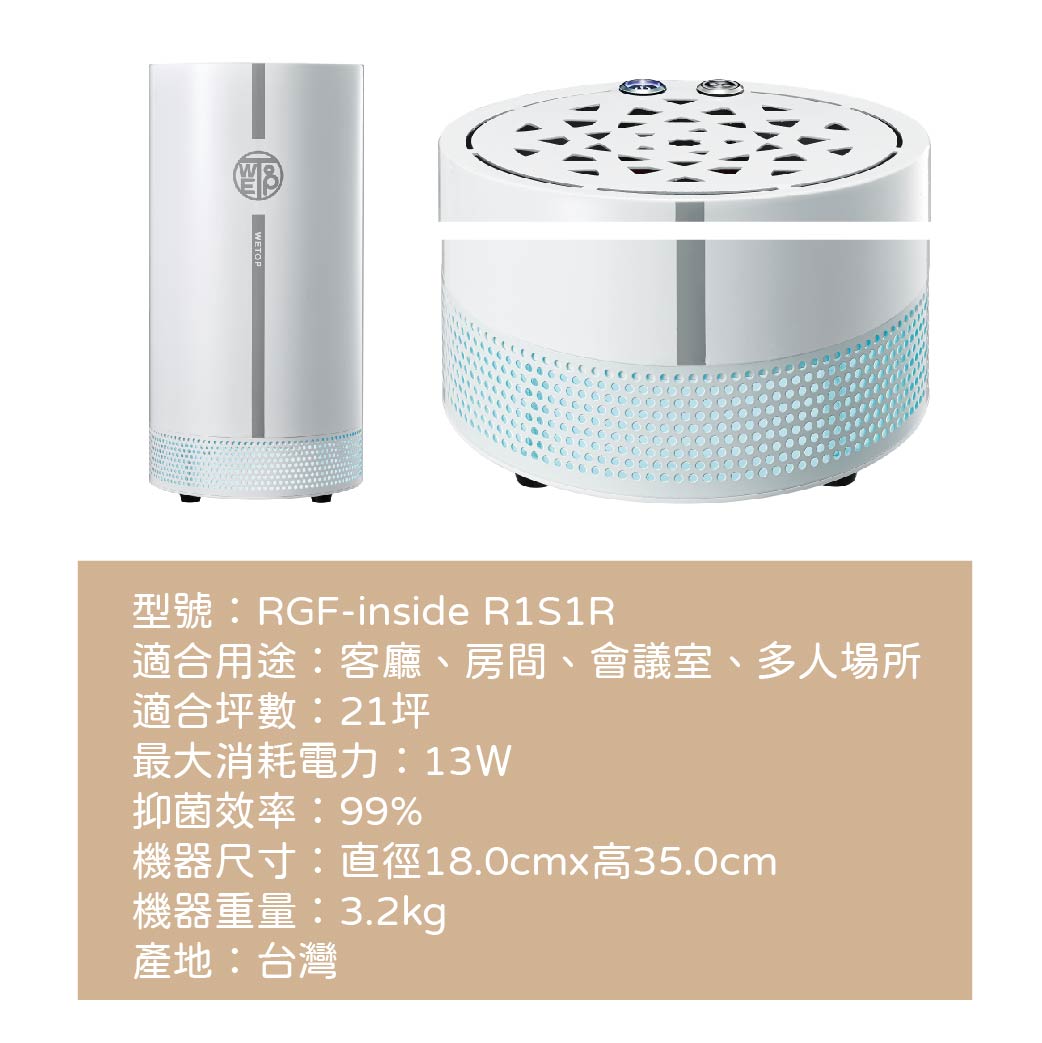 WETOP
WETOP
型號：RGF-inside R1S1R
適合用途：客廳、房間、會議室、多人場所
適合坪數：21坪
最大消耗電力：13W
抑菌效率：99%
機器尺寸：直徑18.0cmx高35.0cm
機器重量：3.2kg
產地：台灣